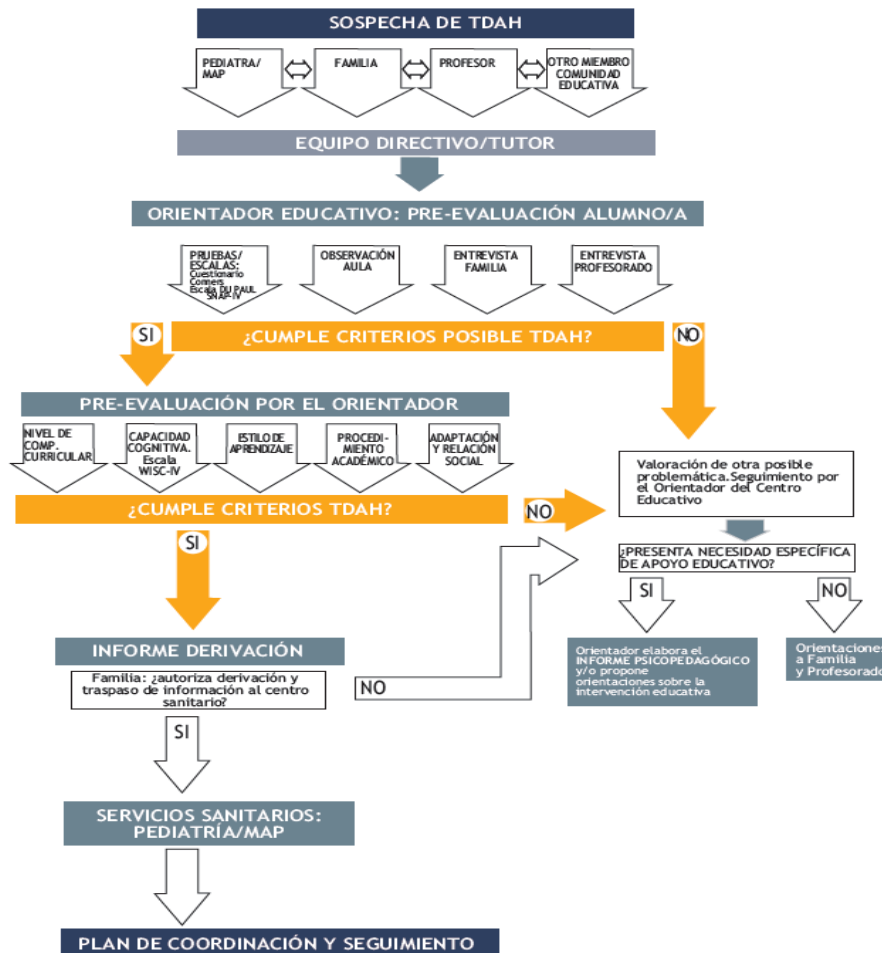 SOSPECHA DE TDAH
PEDIATRA/
MAP
FAMILIA
PROFESOR
OTRO MIEMBRO
COMUNIDAD
EDUCATIVA
EQUIPO DIRECTIVO/TUTOR
ORIENTADOR EDUCATIVO: PRE-EVALUACIÓN ALUMNO/A
PRUEBAS/
ESCALAS:
Cuestionario
Conners
Escala DU PAUL
SNAP-IV
OBSERVACIÓN
AULA
ENTREVISTA
FAMILIA
ENTREVISTA
PROFESORADO
SI
¿CUMPLE CRITERIOS POSIBLE TDAH?
NO
PRE-EVALUACIÓN POR EL ORIENTADOR
NIVEL DE
COMP.
CURRICULAR
CAPACIDAD
COGNITIVA.
Escala
WISC-IV
ESTILO DE
APRENDIZAJE
PROCEDI-
MIENTO
ACADÉMICO
ADAPTACIÓN
Y RELACIÓN
SOCIAL
Valoración de otra posible
problemática.Seguimiento por
el Orientador del Centro
Educativo
¿CUMPLE CRITERIOS TDAH?
NO
SI
¿PRESENTA NECESIDAD ESPECÍFICA
DE APOYO EDUCATIVO?
SI
NO
INFORME DERIVACIÓN
Familia: ¿autoriza derivación y
traspaso de información al centro
sanitario?
NO
Orientador elabora el
INFORME PSICOPEDAGÓGICO
y/o propone
orientaciones sobre la
intervención educativa
Orientaciones
a Familia
y Profesorado
SI
SERVICIOS SANITARIOS:
PEDIATRÍA/MAP
PLAN DE COORDINACIÓN Y SEGUIMIENTO